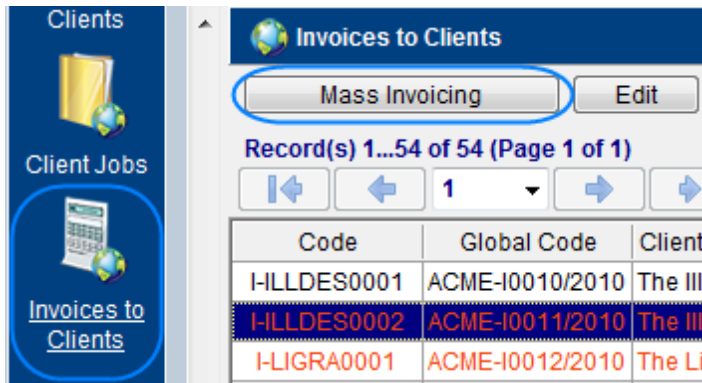 Clients
Client Jobs
Invoices to
Clients
Invoices to Clients
Mass Invoicing Edit
Record(s) 1...54 of 54 (Page 1 of 1)
1
Code Global Code Client
I-ILLDES0001 ACME-I0010/2010 The Ill
I-ILLDES0002 ACME-I0011/2010 The Ill
I-LIGRA0001 ACME-I0012/2010 The Li